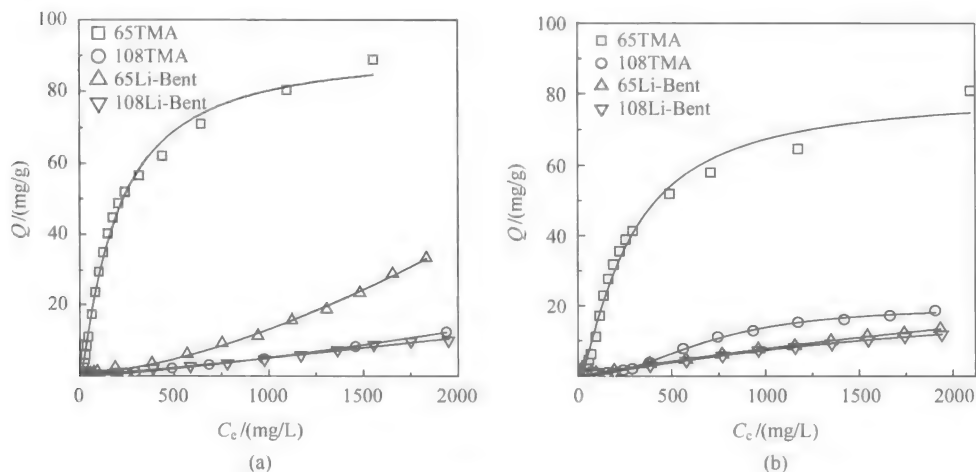 100
80
60
40
20
Q/(mg/g)
65TMA
108TMA
65Li-Bent
108Li-Bent
0 500 1000 1500 2000
Ce/(mg/L)
(a)
100
80
60
40
20
Q/(mg/g)
65TMA
108TMA
65Li-Bent
108Li-Bent
0 500 1000 1500 2000
Ce/(mg/L)
(b)